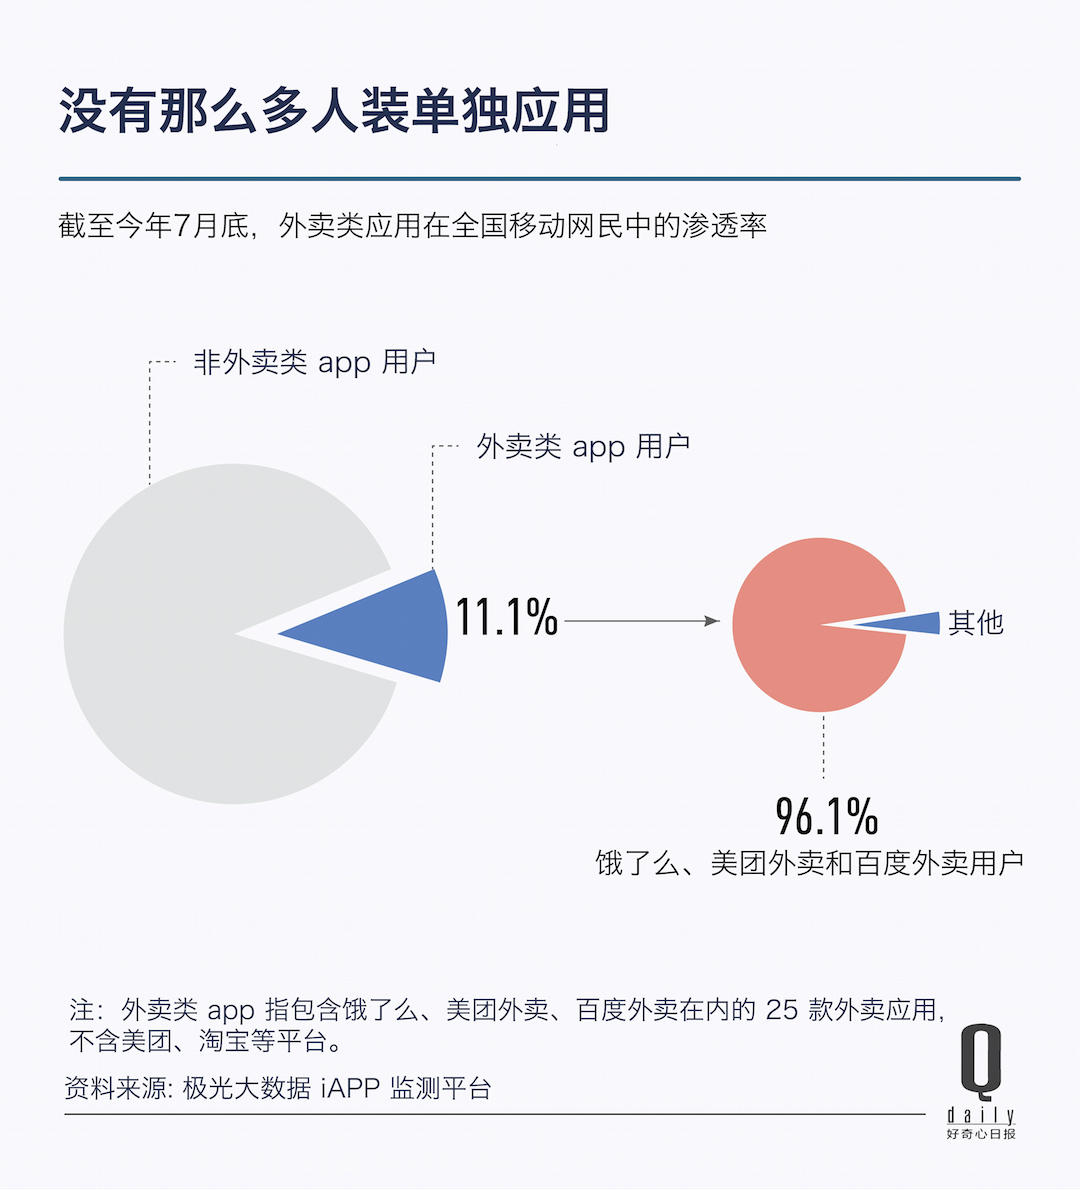 没有那么多人装单独应用
截至今年7月底，外卖类应用在全国移动网民中的渗透率
非外卖类 app 用户
外卖类 app 用户
11.1%
其他
96.1%
饿了么、美团外卖和百度外卖用户
注：外卖类 app 指包含饿了么、美团外卖、百度外卖在内的 25 款外卖应用，
不含美团、淘宝等平台。
资料来源: 极光大数据 iAPP 监测平台
Q
daily
好奇心日报